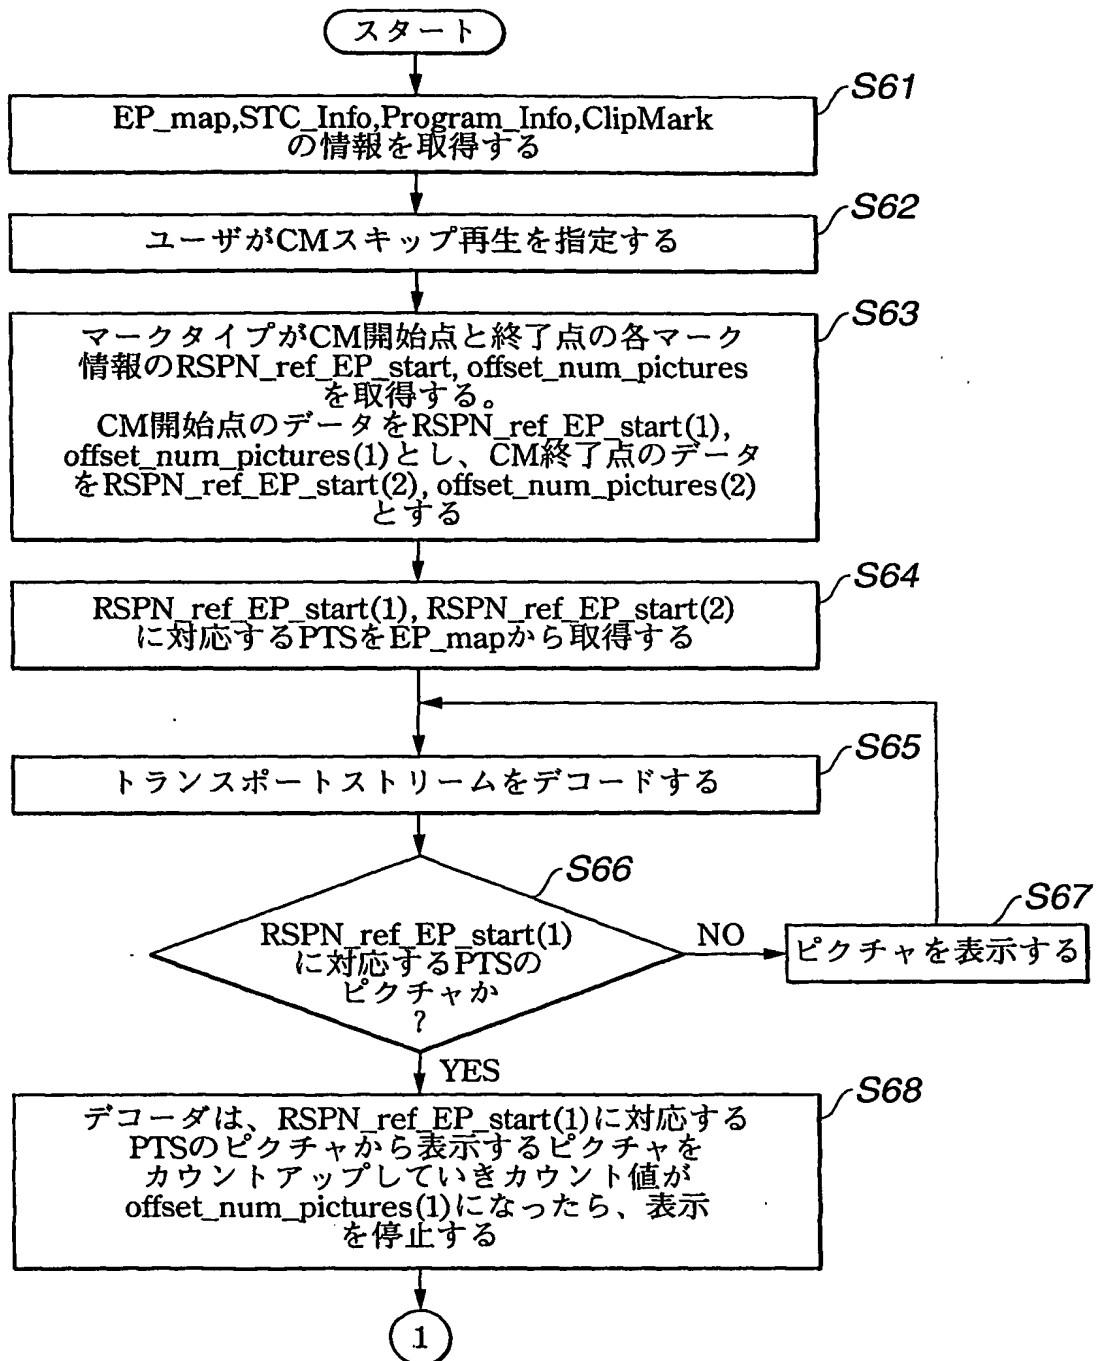 スタート
S61
EP_map,STC_Info,Program_Info,ClipMark
の情報を取得する
S62
ユーザがCMスキップ再生を指定する
S63
マークタイプがCM開始点と終了点の各マーク
情報のRSPN_ref_EP_start, offset_num_pictures
を取得する。
CM開始点のデータをRSPN_ref_EP_start(1),
offset_num_pictures(1)とし、CM終了点のデータ
をRSPN_ref_EP_start(2), offset_num_pictures(2)
とする
S64
RSPN_ref_EP_start(1), RSPN_ref_EP_start(2)
に対応するPTSをEP_mapから取得する
S65
トランスポートストリームをデコードする
S66
RSPN_ref_EP_start(1)
に対応するPTSの
ピクチャか
?
NO
S67
ピクチャを表示する
YES
S68
デコーダは、RSPN_ref_EP_start(1)に対応する
PTSのピクチャから表示するピクチャを
カウントアップしていきカウント値が
offset_num_pictures(1)になったら、表示
を停止する
1